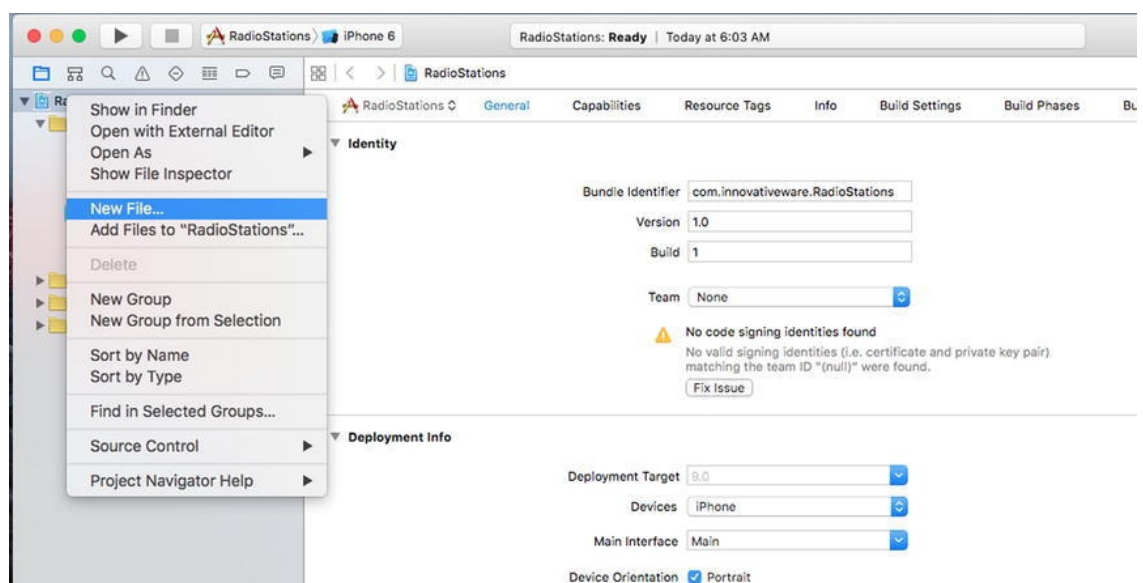 RadioStations
iPhone 6
RadioStations: Ready | Today at 6:03 AM
RadioStations
RadioStations
General
Capabilities
Resource Tags
Info
Build Settings
Build Phases
Show in Finder
Open with External Editor
Open As
Show File Inspector
New File...
Add Files to "RadioStations"...
Delete
New Group
New Group from Selection
Sort by Name
Sort by Type
Find in Selected Groups...
Source Control
Project Navigator Help
Identity
Bundle Identifier com.innovativeware.RadioStations
Version 1.0
Build 1
Team None
No code signing identities found
No valid signing identities (i.e. certificate and private key pair)
matching the team ID "(null)" were found.
Fix Issue
Deployment Info
Deployment Target 9.0
Devices iPhone
Main Interface Main
Device Orientation Portrait